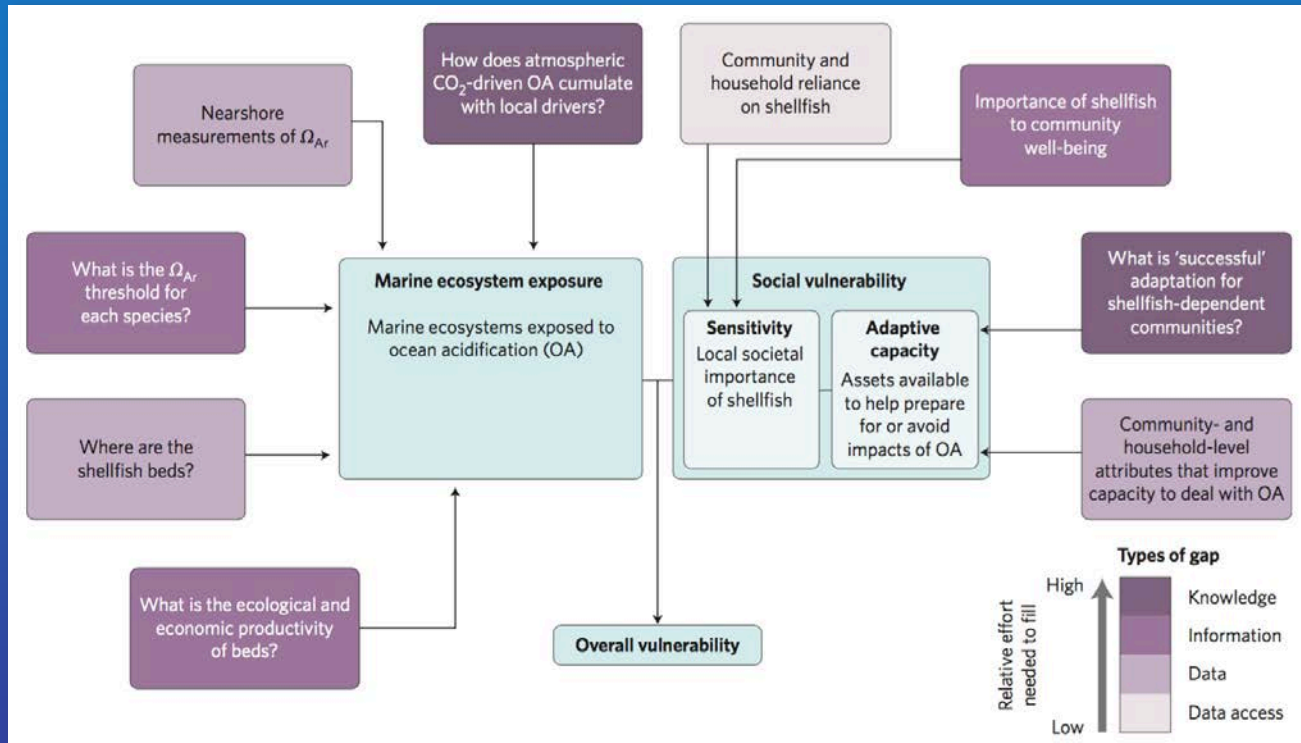 How does atmospheric
CO₂-driven OA cumulate
with local drivers?
Community and
household reliance
on shellfish
Nearshore
measurements of Ω_Ar
Importance of shellfish
to community
well-being
What is the Ω_Ar
threshold for
each species?
Marine ecosystem exposure
Marine ecosystems exposed to
ocean acidification (OA)
Social vulnerability
Sensitivity
Local societal
importance
of shellfish
Adaptive
capacity
Assets available
to help prepare
for or avoid
impacts of OA
What is ‘successful’
adaptation for
shellfish-dependent
communities?
Where are the
shellfish beds?
Community- and
household-level
attributes that improve
capacity to deal with OA
What is the ecological and
economic productivity
of beds?
Overall vulnerability
Types of gap
High
Low
Relative effort
needed to fill
Knowledge
Information
Data
Data access